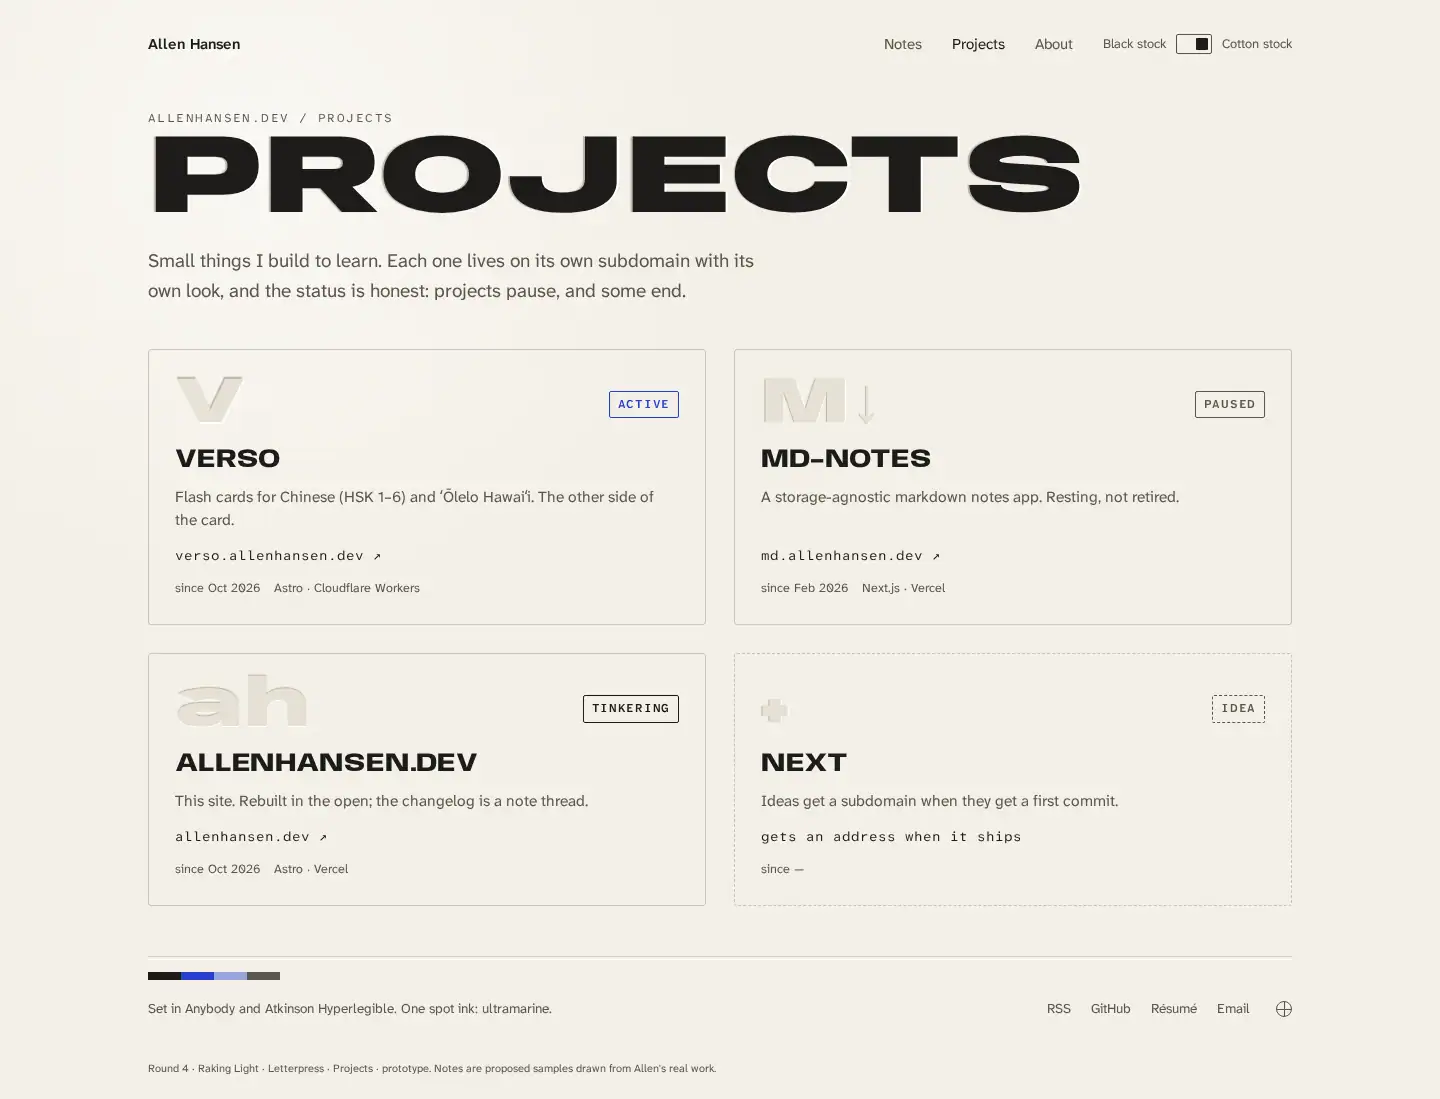 Allen Hansen
Notes Projects About Black stock Cotton stock
ALLENHANSEN.DEV / PROJECTS
PROJECTS
Small things I build to learn. Each one lives on its own subdomain with its
own look, and the status is honest: projects pause, and some end.
V
ACTIVE
VERSO
Flash cards for Chinese (HSK 1–6) and ʻŌlelo Hawaiʻi. The other side of
the card.
verso.allenhansen.dev ↗
since Oct 2026 Astro · Cloudflare Workers
M↓
PAUSED
MD-NOTES
A storage-agnostic markdown notes app. Resting, not retired.
md.allenhansen.dev ↗
since Feb 2026 Next.js · Vercel
ah
TINKERING
ALLENHANSEN.DEV
This site. Rebuilt in the open; the changelog is a note thread.
allenhansen.dev ↗
since Oct 2026 Astro · Vercel
+
IDEA
NEXT
Ideas get a subdomain when they get a first commit.
gets an address when it ships
since —
Set in Anybody and Atkinson Hyperlegible. One spot ink: ultramarine.
RSS GitHub Résumé Email
Round 4 · Raking Light · Letterpress · Projects · prototype. Notes are proposed samples drawn from Allen's real work.